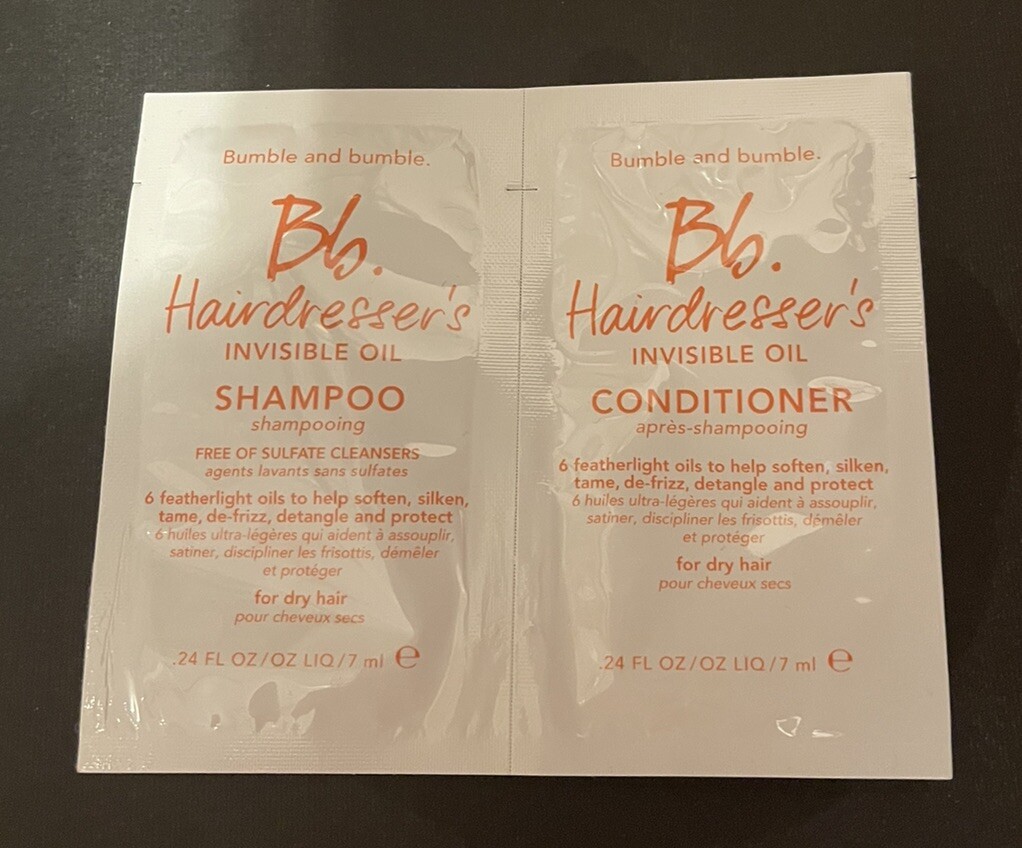 Bumble and bumble.
Bb.
Hairdresser's
INVISIBLE OIL
SHAMPOO
shampooing
FREE OF SULFATE CLEANSERS
agents lavants sans sulfates
6 featherlight oils to help soften, silken,
tame, de-frizz, detangle and protect
6 huiles ultra-légères qui aident à assouplir,
satiner, discipliner les frisottis, démêler
et protéger
for dry hair
pour cheveux secs
.24 FL OZ/OZ LIQ/7 ml ℮
Bumble and bumble.
Bb.
Hairdresser's
INVISIBLE OIL
CONDITIONER
après-shampooing
6 featherlight oils to help soften, silken,
tame, de-frizz, detangle and protect
6 huiles ultra-légères qui aident à assouplir,
satiner, discipliner les frisottis, démêler
et protéger
for dry hair
pour cheveux secs
.24 FL OZ/OZ LIQ/7 ml ℮